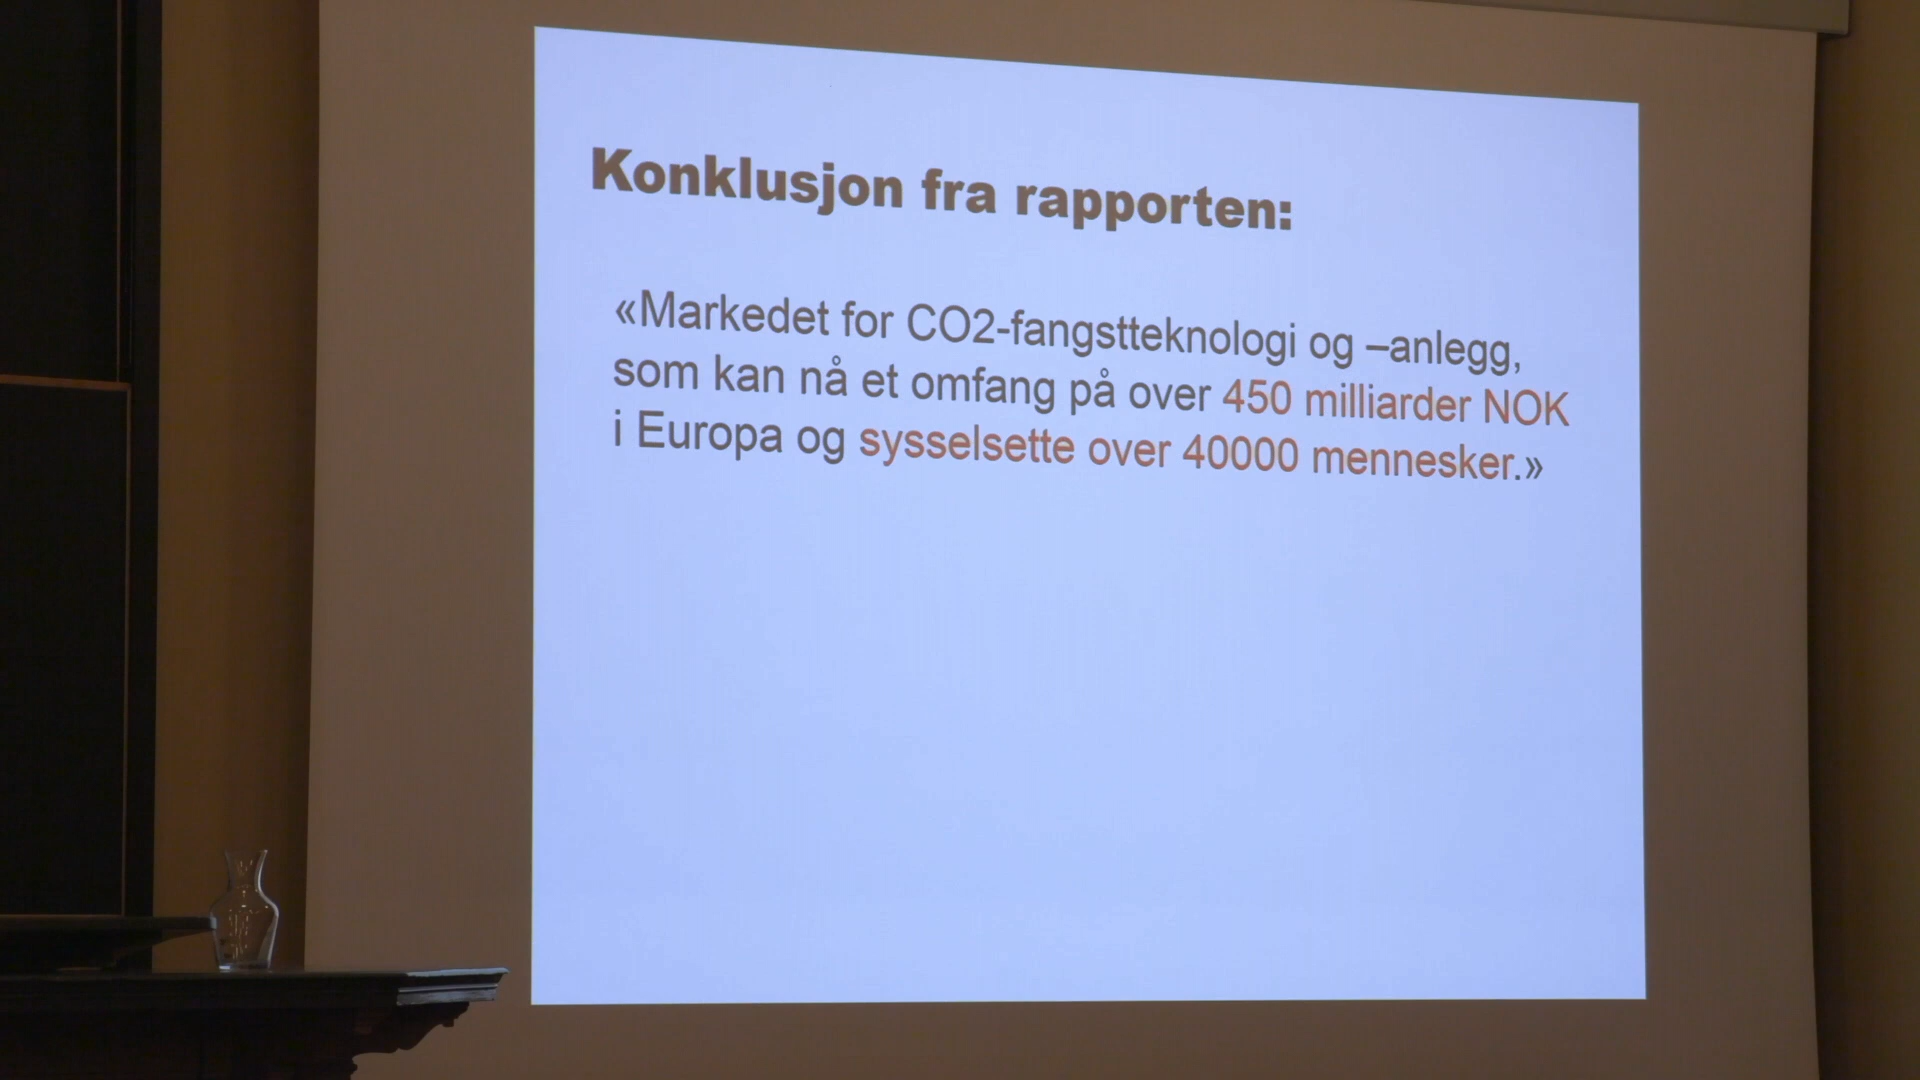 Konklusjon fra rapporten:
«Markedet for CO2-fangstteknologi og –anlegg,
som kan nå et omfang på over 450 milliarder NOK
i Europa og sysselsette over 40000 mennesker.»